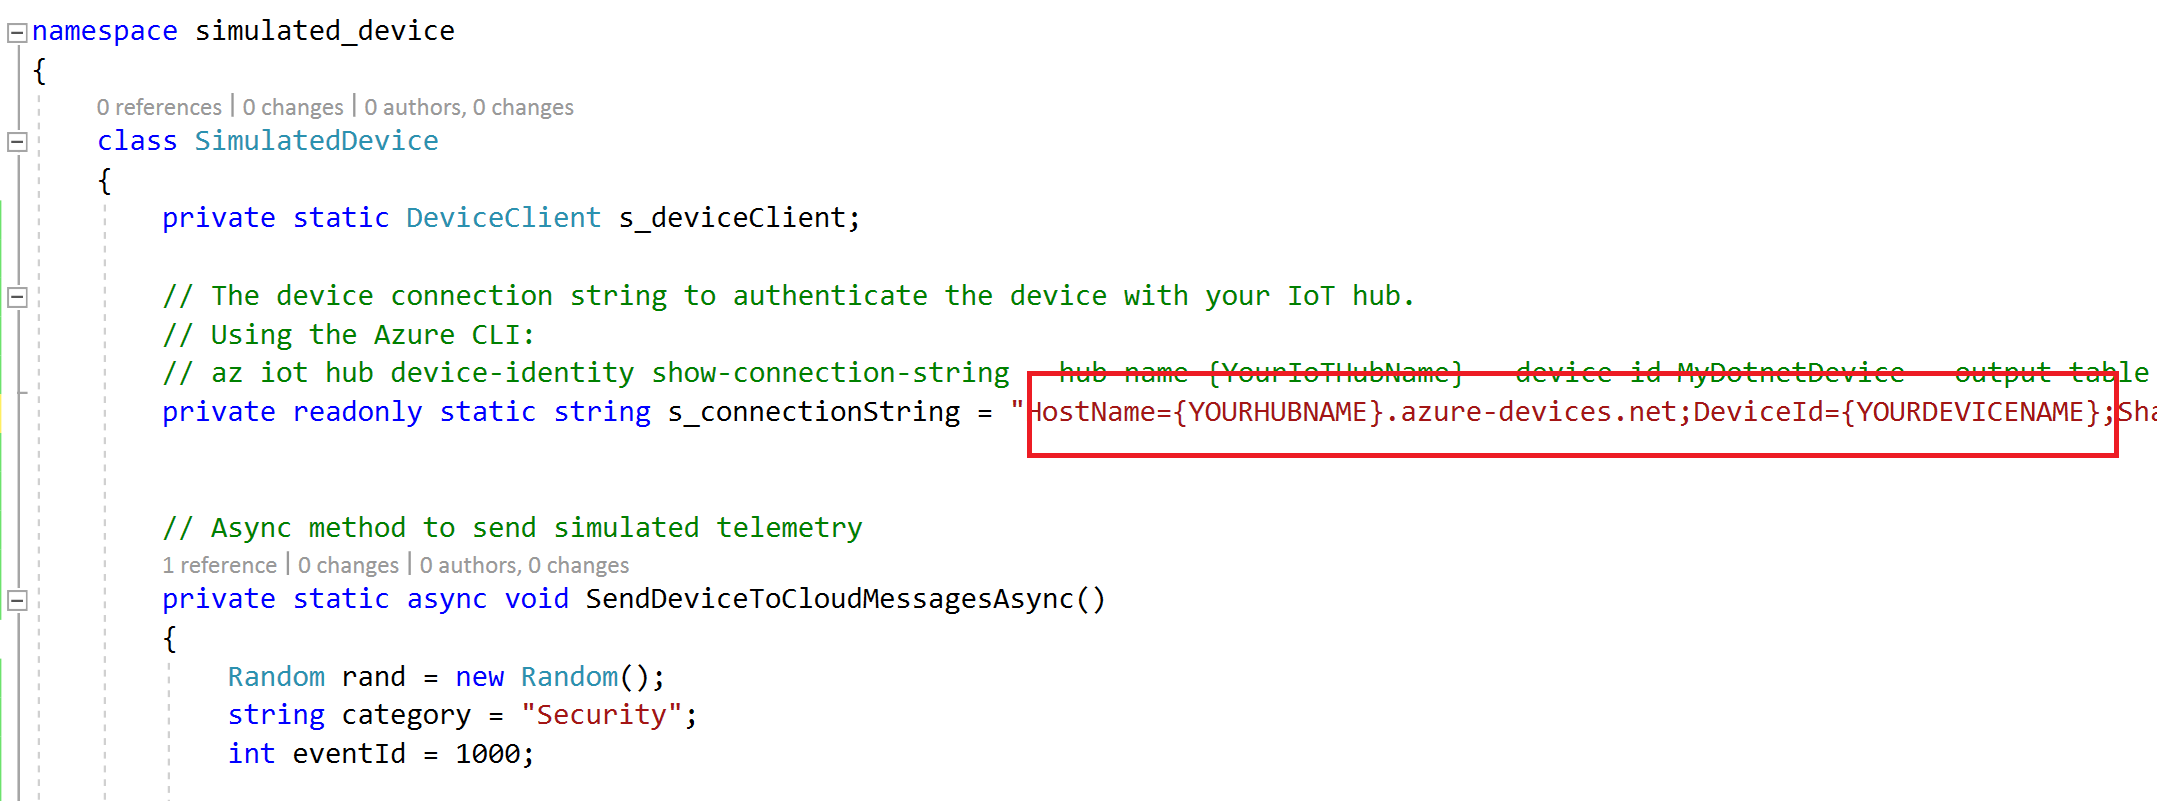 namespace simulated_device
{
0 references | 0 changes | 0 authors, 0 changes
class SimulatedDevice
{
private static DeviceClient s_deviceClient;
// The device connection string to authenticate the device with your IoT hub.
// Using the Azure CLI:
// az iot hub device-identity show-connection-string --hub-name {YourIoTHubName} --device-id MyDotnetDevice --output table
private readonly static string s_connectionString = "HostName={YOURHUBNAME}.azure-devices.net;DeviceId={YOURDEVICENAME};Sha
// Async method to send simulated telemetry
1 reference | 0 changes | 0 authors, 0 changes
private static async void SendDeviceToCloudMessagesAsync()
{
Random rand = new Random();
string category = "Security";
int eventId = 1000;